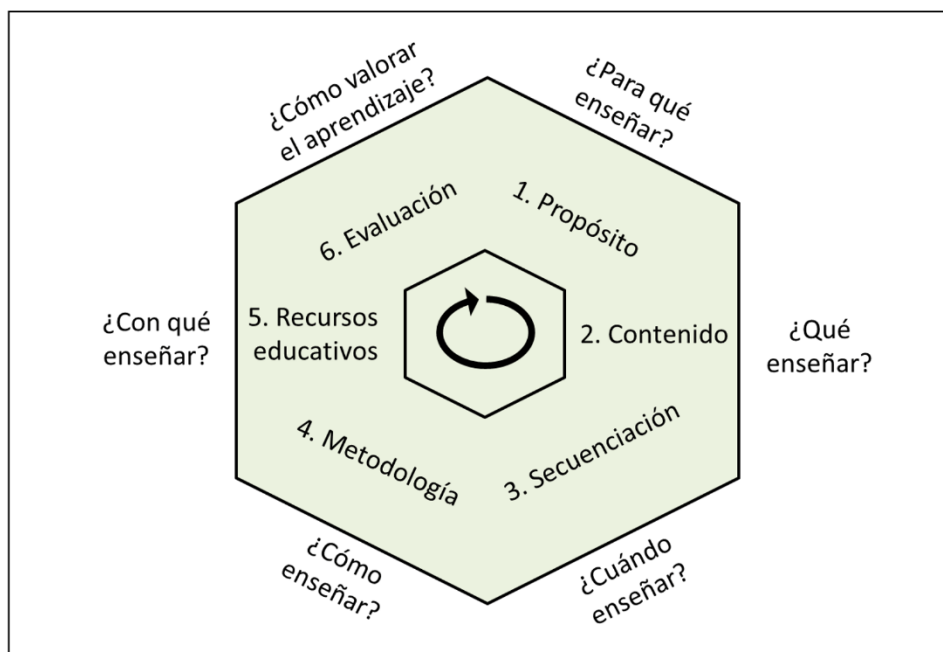 ¿Cómo valorar
el aprendizaje?
¿Para qué
enseñar?
6. Evaluación
1. Propósito
¿Con qué
enseñar?
5. Recursos
educativos
2. Contenido
¿Qué
enseñar?
4. Metodología
3. Secuenciación
¿Cómo
enseñar?
¿Cuándo
enseñar?